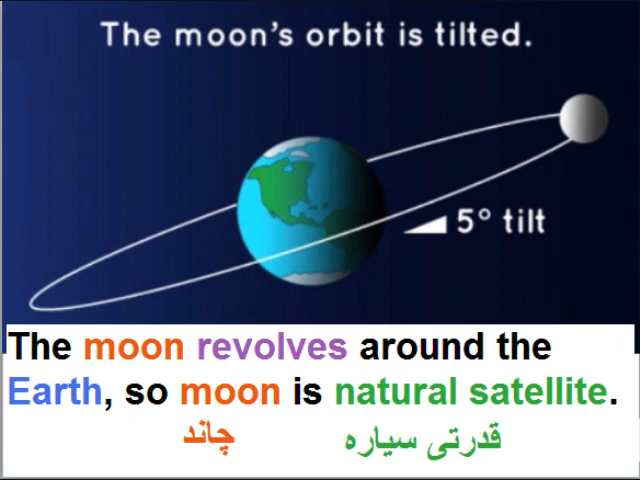 The moon's orbit is tilted.
5° tilt
The moon revolves around the
Earth, so moon is natural satellite.
چاند
قدرتی سیارہ